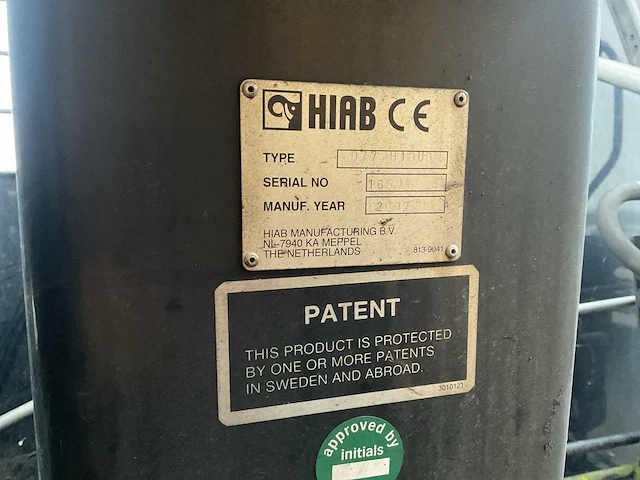 HIAB CE
TYPE
SERIAL NO
MANUF. YEAR 2007
HIAB MANUFACTURING B.V.
NL-7940 KA MEPPEL
THE NETHERLANDS 813-9041
PATENT
THIS PRODUCT IS PROTECTED
BY ONE OR MORE PATENTS
IN SWEDEN AND ABROAD.
3010121
approved by
initials